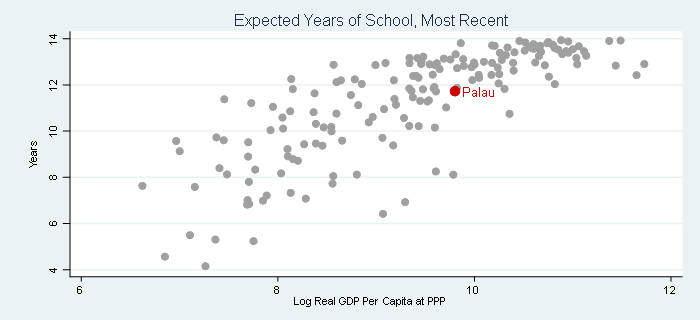 Expected Years of School, Most Recent
14
12
10
8
6
4
Years
Palau
6
8
10
12
Log Real GDP Per Capita at PPP